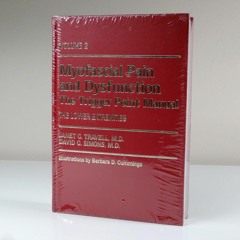 VOLUME 2
Myofascial Pain
and Dysfunction
The Trigger Point Manual
THE LOWER EXTREMITIES
JANET G. TRAVELL, M.D.
DAVID G. SIMONS, M.D.
Illustrations by Barbara D. Cummings